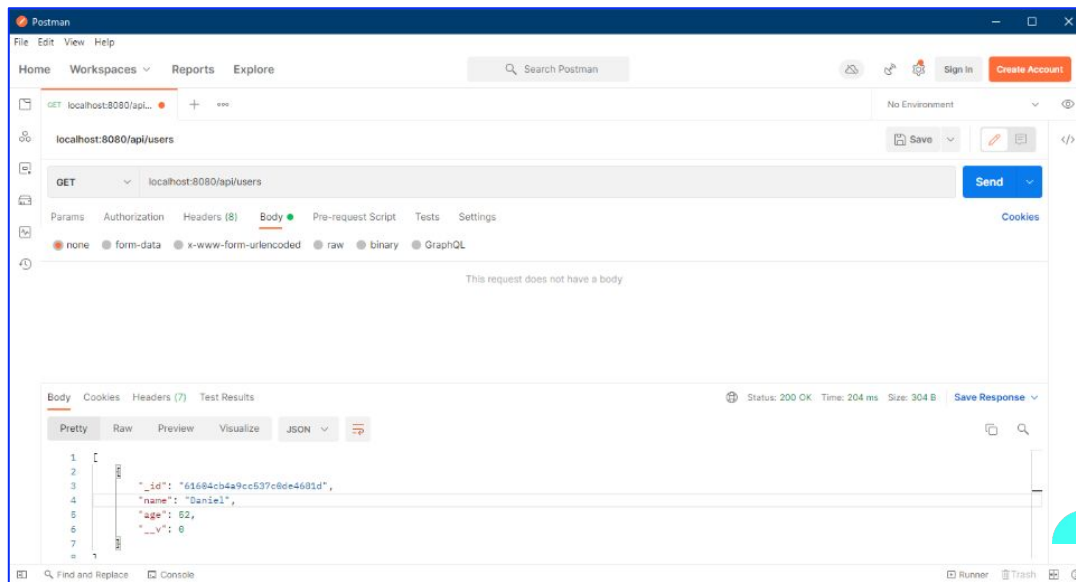 Postman
File Edit View Help
Home Workspaces Reports Explore Search Postman Sign In Create Account
GET localhost:8080/api... No Environment
localhost:8080/api/users Save
GET localhost:8080/api/users Send
Params Authorization Headers (8) Body Pre-request Script Tests Settings Cookies
none form-data x-www-form-urlencoded raw binary GraphQL
This request does not have a body
Body Cookies Headers (7) Test Results Status: 200 OK Time: 204 ms Size: 304 B Save Response
Pretty Raw Preview Visualize JSON
1 [
2
3 "_id": "61604cb4a9cc537c0de4681d",
4 "name": "Daniel",
5 "age": 52,
6 "__v": 0
7
8 ]
Find and Replace Console Runner Trash